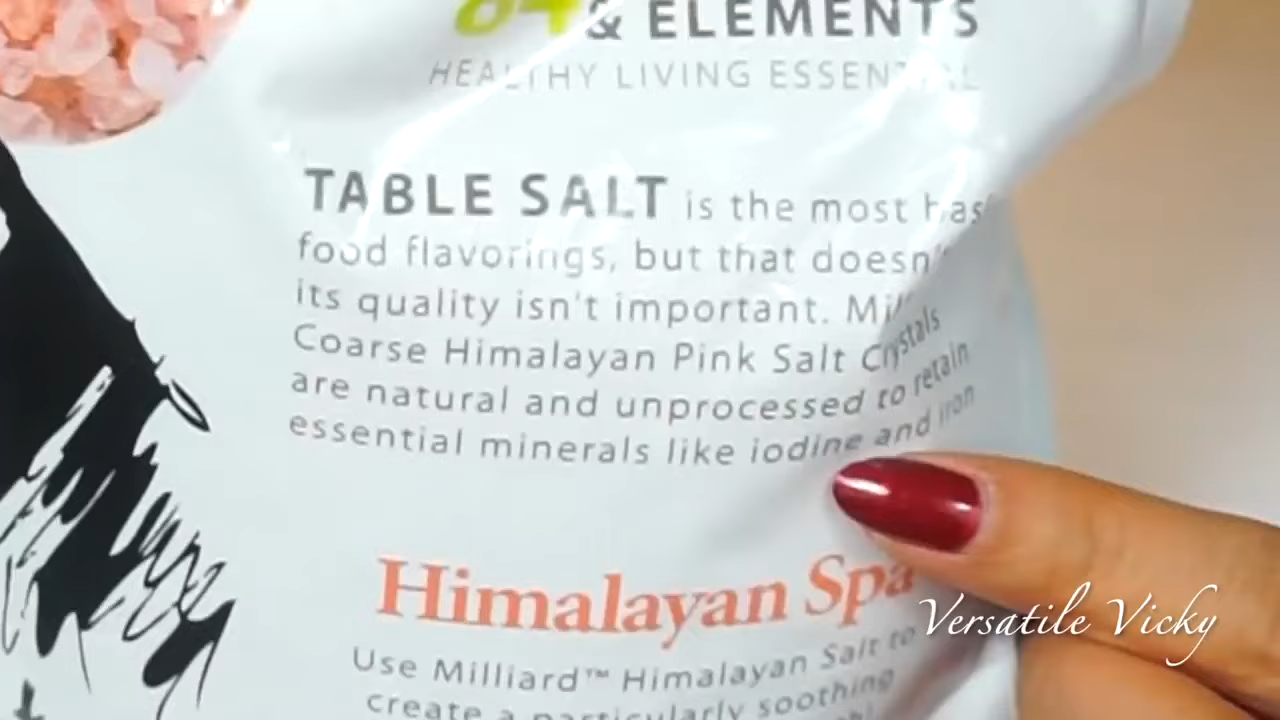 84 & ELEMENTS
HEALTHY LIVING ESSENTIAL
TABLE SALT is the most bas
food flavorings, but that doesn'
its quality isn't important. Mil
Coarse Himalayan Pink Salt Crystals
are natural and unprocessed to retain
essential minerals like iodine and iron
Himalayan Spa
Use Milliard™ Himalayan Salt to
create a particularly soothing
Versatile Vicky